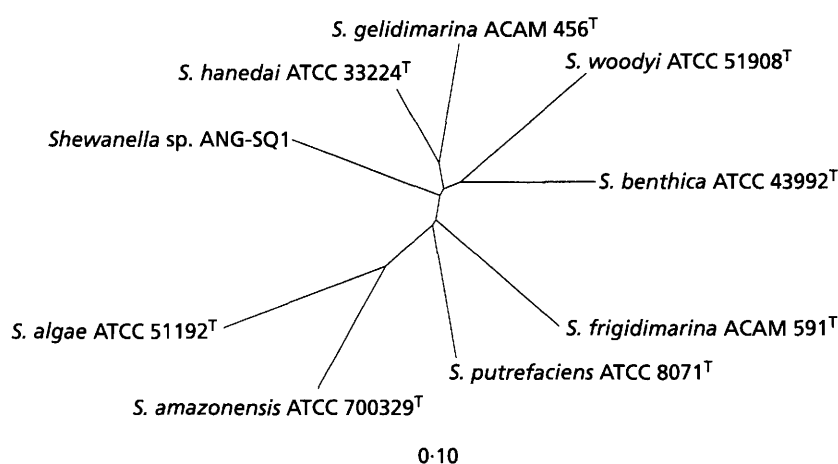 S. gelidimarina ACAM 456ᵀ
S. woodyi ATCC 51908ᵀ
S. hanedai ATCC 33224ᵀ
Shewanella sp. ANG-SQ1
S. benthica ATCC 43992ᵀ
S. algae ATCC 51192ᵀ
S. frigidimarina ACAM 591ᵀ
S. putrefaciens ATCC 8071ᵀ
S. amazonensis ATCC 700329ᵀ
0·10